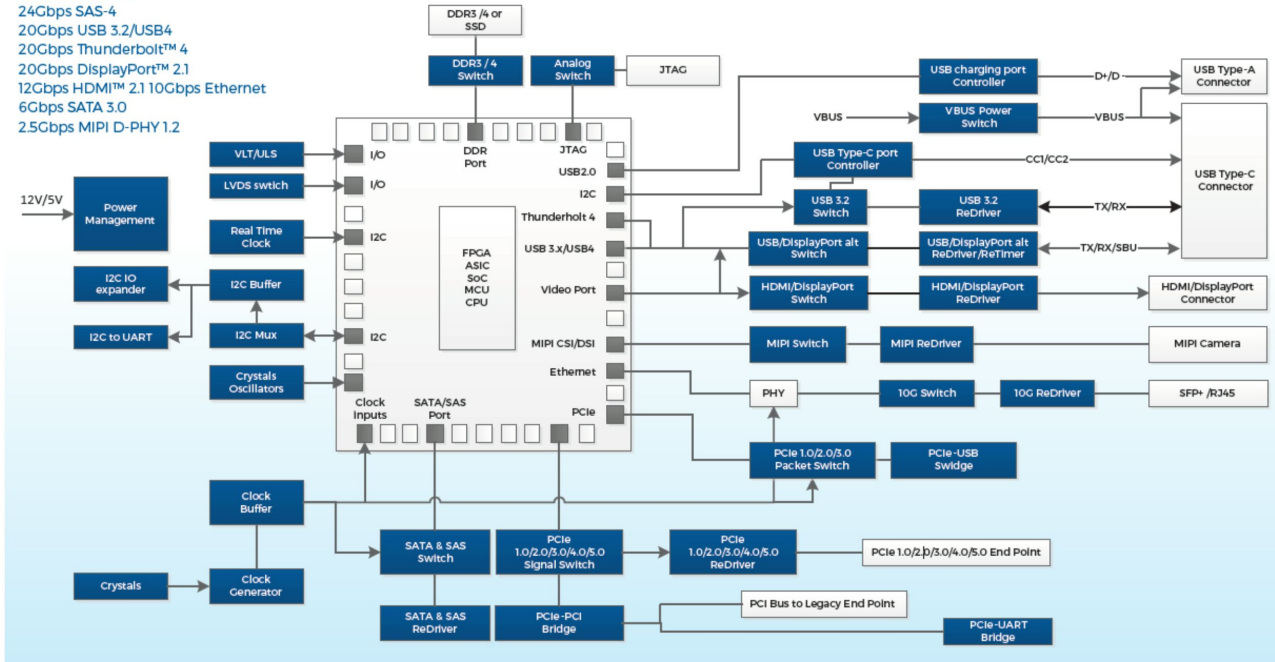 24Gbps SAS-4
20Gbps USB 3.2/USB4
20Gbps Thunderbolt™ 4
20Gbps DisplayPort™ 2.1
12Gbps HDMI™ 2.1 10Gbps Ethernet
6Gbps SATA 3.0
2.5Gbps MIPI D-PHY 1.2
DDR3 /4 or
SSD
DDR3 / 4
Switch
Analog
Switch
JTAG
USB charging port
Controller
D+/D -
USB Type-A
Connector
VBUS
VBUS Power
Switch
VBUS
USB Type-C port
Controller
CC1/CC2
USB Type-C
Connector
USB 3.2
Switch
USB 3.2
ReDriver
TX/RX
USB/DisplayPort alt
Switch
USB/DisplayPort alt
ReDriver/ReTimer
TX/RX/SBU
HDMI/DisplayPort
Switch
HDMI/DisplayPort
ReDriver
HDMI/DisplayPort
Connector
MIPI Switch
MIPI ReDriver
MIPI Camera
PHY
10G Switch
10G ReDriver
SFP+ /RJ45
PCIe 1.0/2.0/3.0
Packet Switch
PCIe-USB
Swidge
12V/5V
Power
Management
VLT/ULS
LVDS swtich
Real Time
Clock
I2C IO
expander
I2C Buffer
I2C to UART
I2C Mux
Crystals
Oscillators
DDR
Port
JTAG
I/O
I/O
I2C
I2C
USB2.0
I2C
Thunderholt 4
USB 3.x/USB4
Video Port
MIPI CSI/DSI
Ethernet
PCIe
FPGA
ASIC
SoC
MCU
CPU
Clock
Inputs
SATA/SAS
Port
Clock
Buffer
Crystals
Clock
Generator
SATA & SAS
Switch
SATA & SAS
ReDriver
PCIe
1.0/2.0/3.0/4.0/5.0
Signal Switch
PCIe
1.0/2.0/3.0/4.0/5.0
ReDriver
PCIe 1.0/2.0/3.0/4.0/5.0 End Point
PCIe-PCI
Bridge
PCI Bus to Legacy End Point
PCIe-UART
Bridge